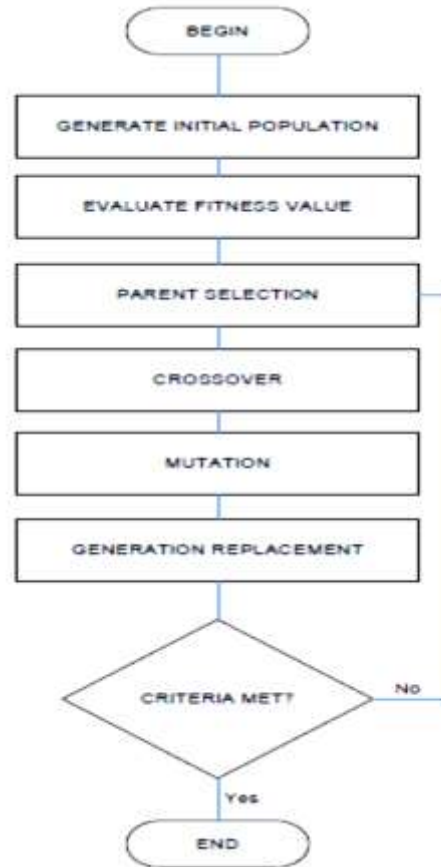 BEGIN
GENERATE INITIAL POPULATION
EVALUATE FITNESS VALUE
PARENT SELECTION
CROSSOVER
MUTATION
GENERATION REPLACEMENT
CRITERIA MET?
No
Yes
END